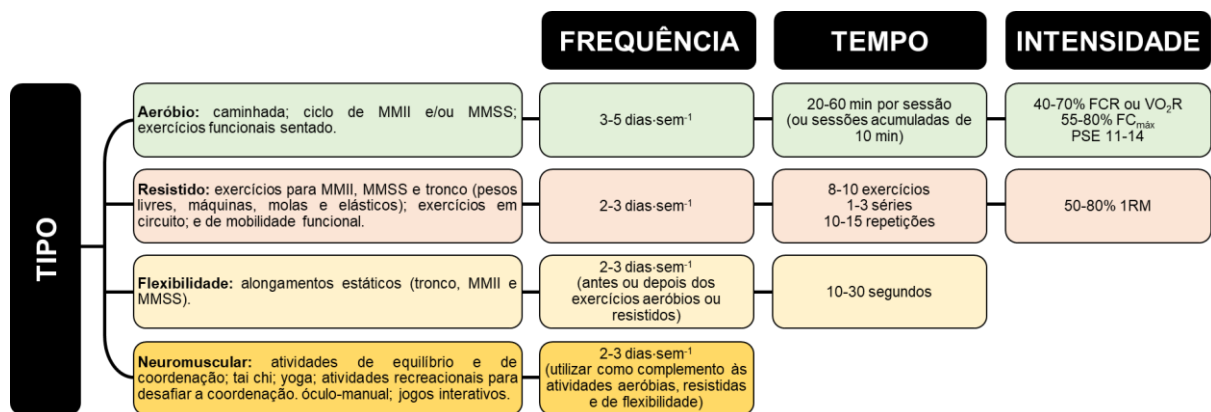 FREQUÊNCIA
TEMPO
INTENSIDADE
TIPO
Aeróbio: caminhada; ciclo de MMII e/ou MMSS;
exercícios funcionais sentado.
3-5 dias·sem⁻¹
20-60 min por sessão
(ou sessões acumuladas de
10 min)
40-70% FCR ou VO₂R
55-80% FCmáx
PSE 11-14
Resistido: exercícios para MMII, MMSS e tronco (pesos
livres, máquinas, molas e elásticos); exercícios em
circuito; e de mobilidade funcional.
2-3 dias·sem⁻¹
8-10 exercícios
1-3 séries
10-15 repetições
50-80% 1RM
Flexibilidade: alongamentos estáticos (tronco, MMII e
MMSS).
2-3 dias·sem⁻¹
(antes ou depois dos
exercícios aeróbios ou
resistidos)
10-30 segundos
Neuromuscular: atividades de equilíbrio e de
coordenação; tai chi; yoga; atividades recreacionais para
desafiar a coordenação. óculo-manual; jogos interativos.
2-3 dias·sem⁻¹
(utilizar como complemento às
atividades aeróbias, resistidas
e de flexibilidade)